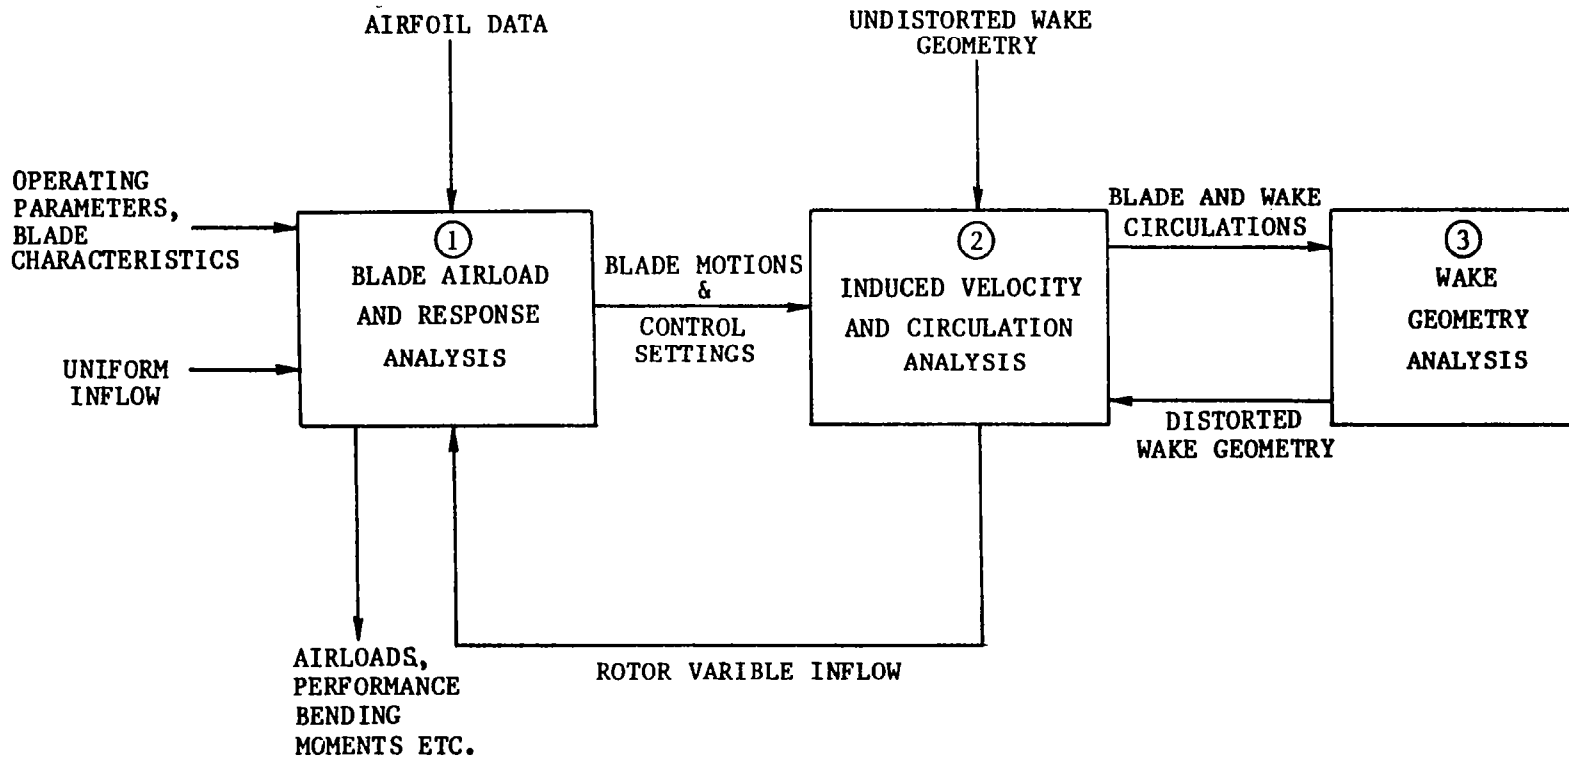 AIRFOIL DATA
UNDISTORTED WAKE
GEOMETRY
OPERATING
PARAMETERS,
BLADE
CHARACTERISTICS
UNIFORM
INFLOW
1
BLADE AIRLOAD
AND RESPONSE
ANALYSIS
BLADE MOTIONS
&
CONTROL
SETTINGS
2
INDUCED VELOCITY
AND CIRCULATION
ANALYSIS
BLADE AND WAKE
CIRCULATIONS
3
WAKE
GEOMETRY
ANALYSIS
DISTORTED
WAKE GEOMETRY
ROTOR VARIBLE INFLOW
AIRLOADS,
PERFORMANCE
BENDING
MOMENTS ETC.